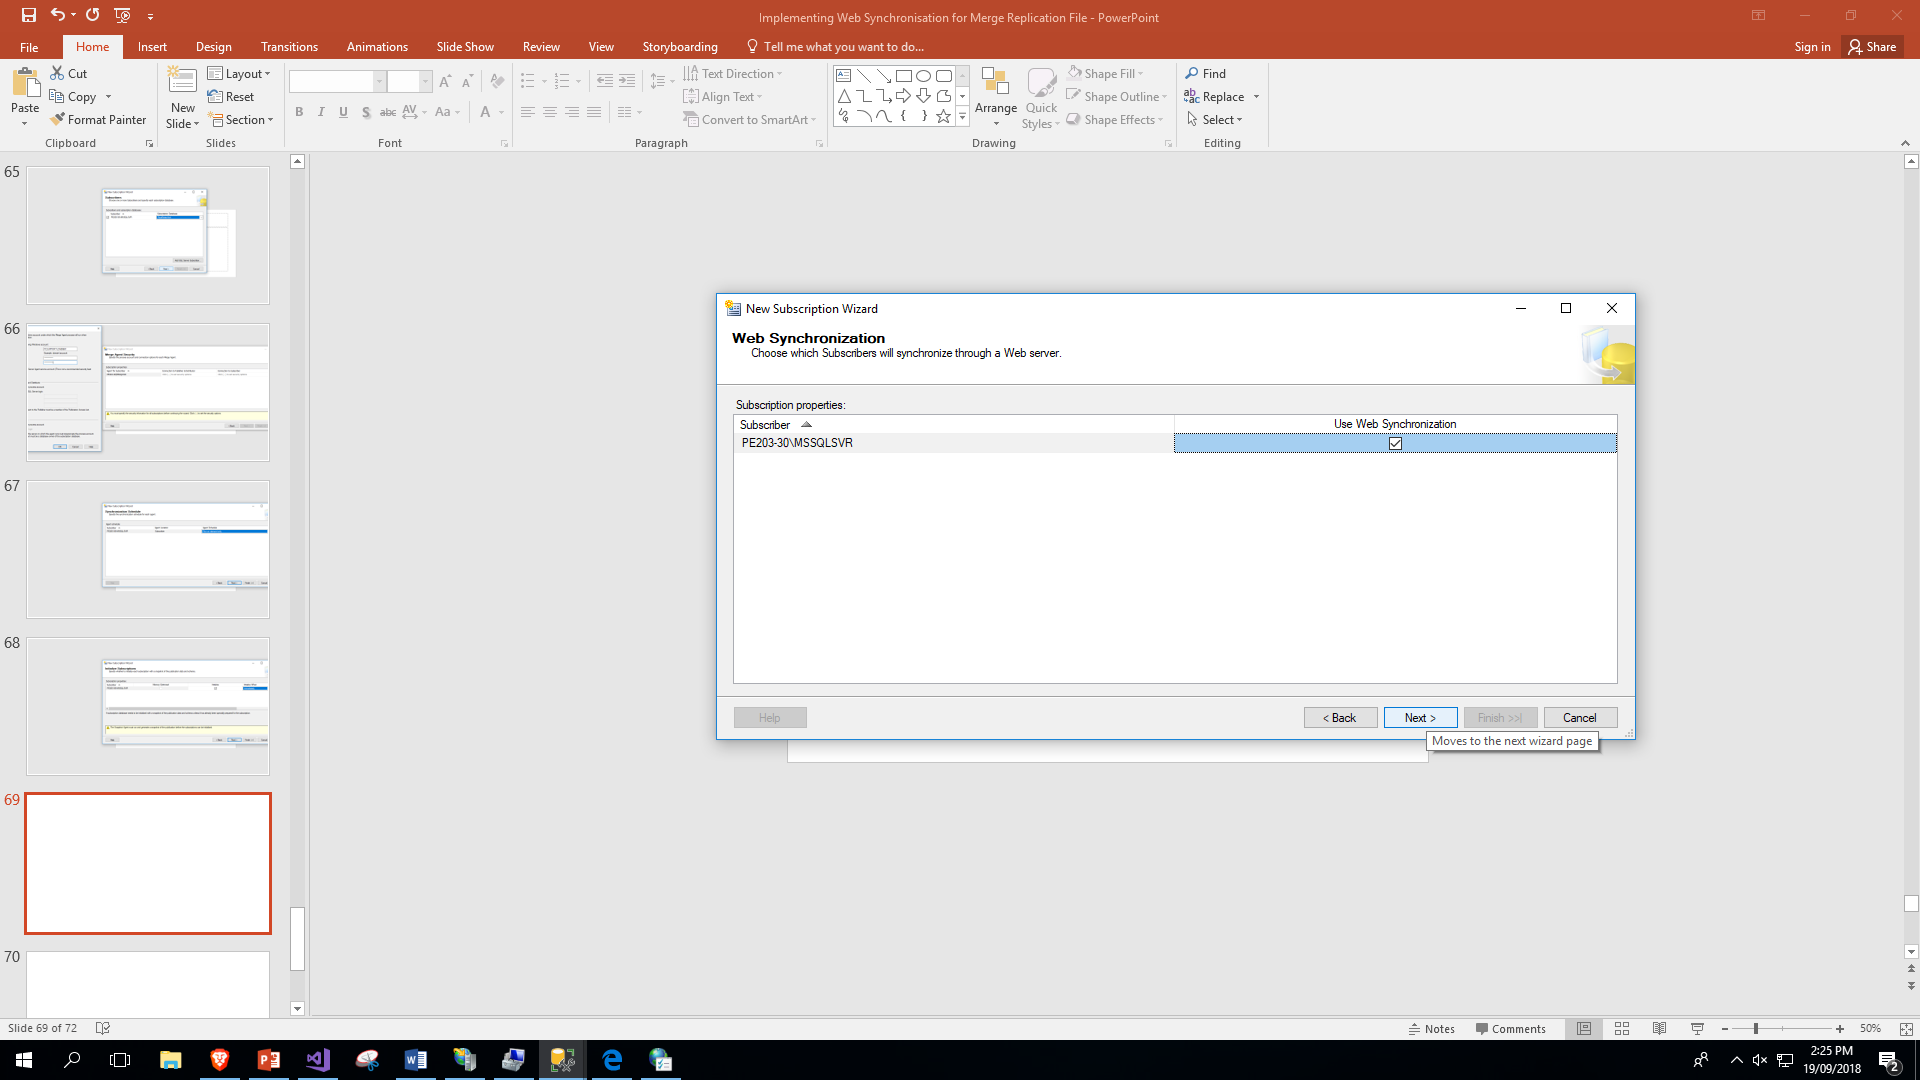 Implementing Web Synchronisation for Merge Replication File - PowerPoint
File Home Insert Design Transitions Animations Slide Show Review View Storyboarding Tell me what you want to do... Sign in Share
Cut
Copy
Format Painter
Paste
Clipboard
New
Slide
Layout
Reset
Section
Slides
B I U S abc AV Aa A
Font
Text Direction
Align Text
Convert to SmartArt
Paragraph
Arrange
Quick
Styles
Shape Fill
Shape Outline
Shape Effects
Drawing
Find
Replace
Select
Editing
65
66
67
68
69
70
New Subscription Wizard
Web Synchronization
Choose which Subscribers will synchronize through a Web server.
Subscription properties:
Subscriber Use Web Synchronization
PE203-30\MSSQLSVR
Help < Back Next > Finish >>| Cancel
Moves to the next wizard page
Slide 69 of 72 Notes Comments 50%
2:25 PM
19/09/2018
2